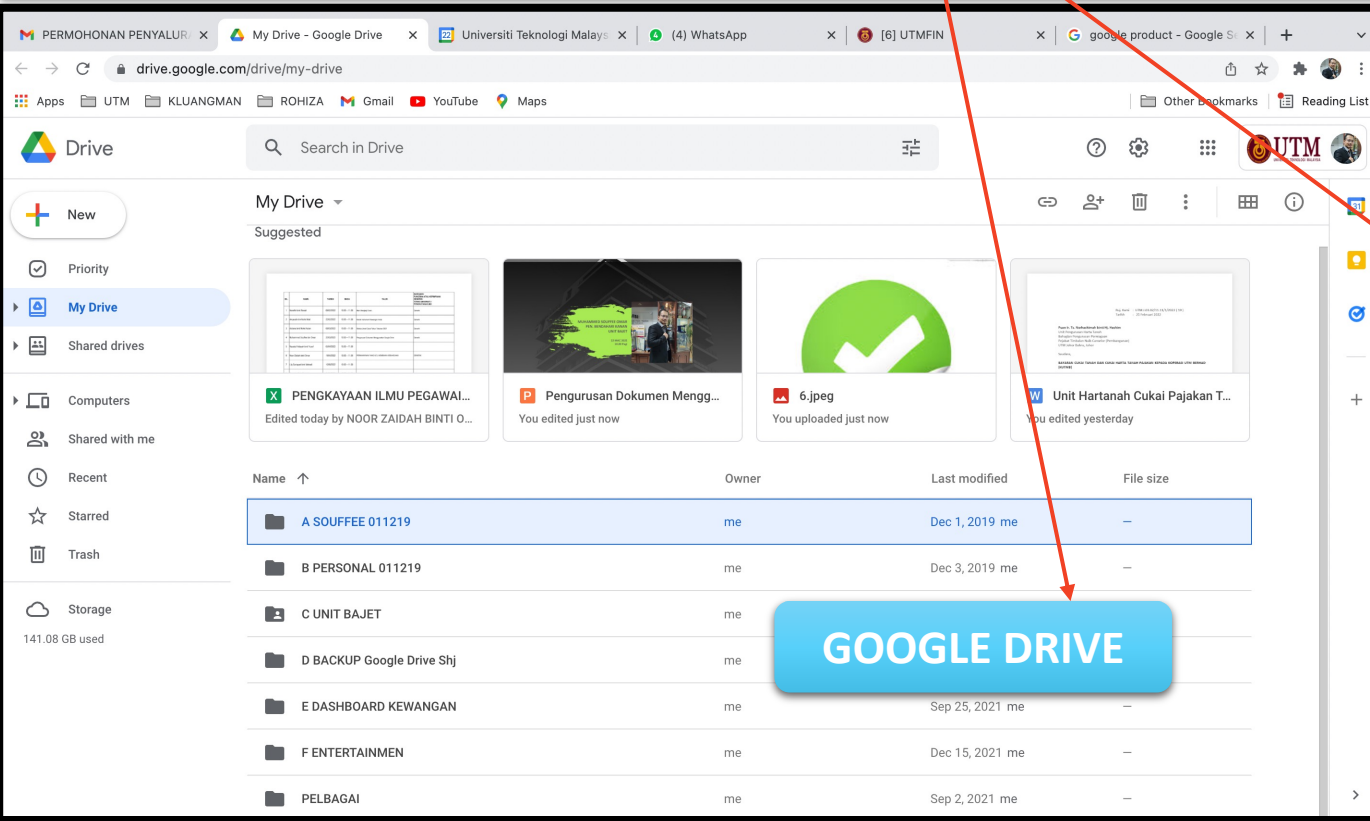 PERMOHONAN PENYALUR
My Drive - Google Drive
22 Universiti Teknologi Malays
(4) WhatsApp
[6] UTMFIN
google product - Google Se
drive.google.com/drive/my-drive
Apps UTM KLUANGMAN ROHIZA Gmail YouTube Maps Other Bookmarks Reading List
Drive
Search in Drive
UTM
UNIVERSITI TEKNOLOGI MALAYSIA
New
My Drive
31
Suggested
Priority
My Drive
Shared drives
Computers
Shared with me
Recent
Starred
Trash
Storage
141.08 GB used
X PENGKAYAAN ILMU PEGAWAI...
Edited today by NOOR ZAIDAH BINTI O...
P Pengurusan Dokumen Mengg...
You edited just now
6.jpeg
You uploaded just now
W Unit Hartanah Cukai Pajakan T...
You edited yesterday
Name Owner Last modified File size
A SOUFFEE 011219 me Dec 1, 2019 me —
B PERSONAL 011219 me Dec 3, 2019 me —
C UNIT BAJET me
D BACKUP Google Drive Shj me
GOOGLE DRIVE
E DASHBOARD KEWANGAN me Sep 25, 2021 me —
F ENTERTAINMEN me Dec 15, 2021 me —
PELBAGAI me Sep 2, 2021 me —